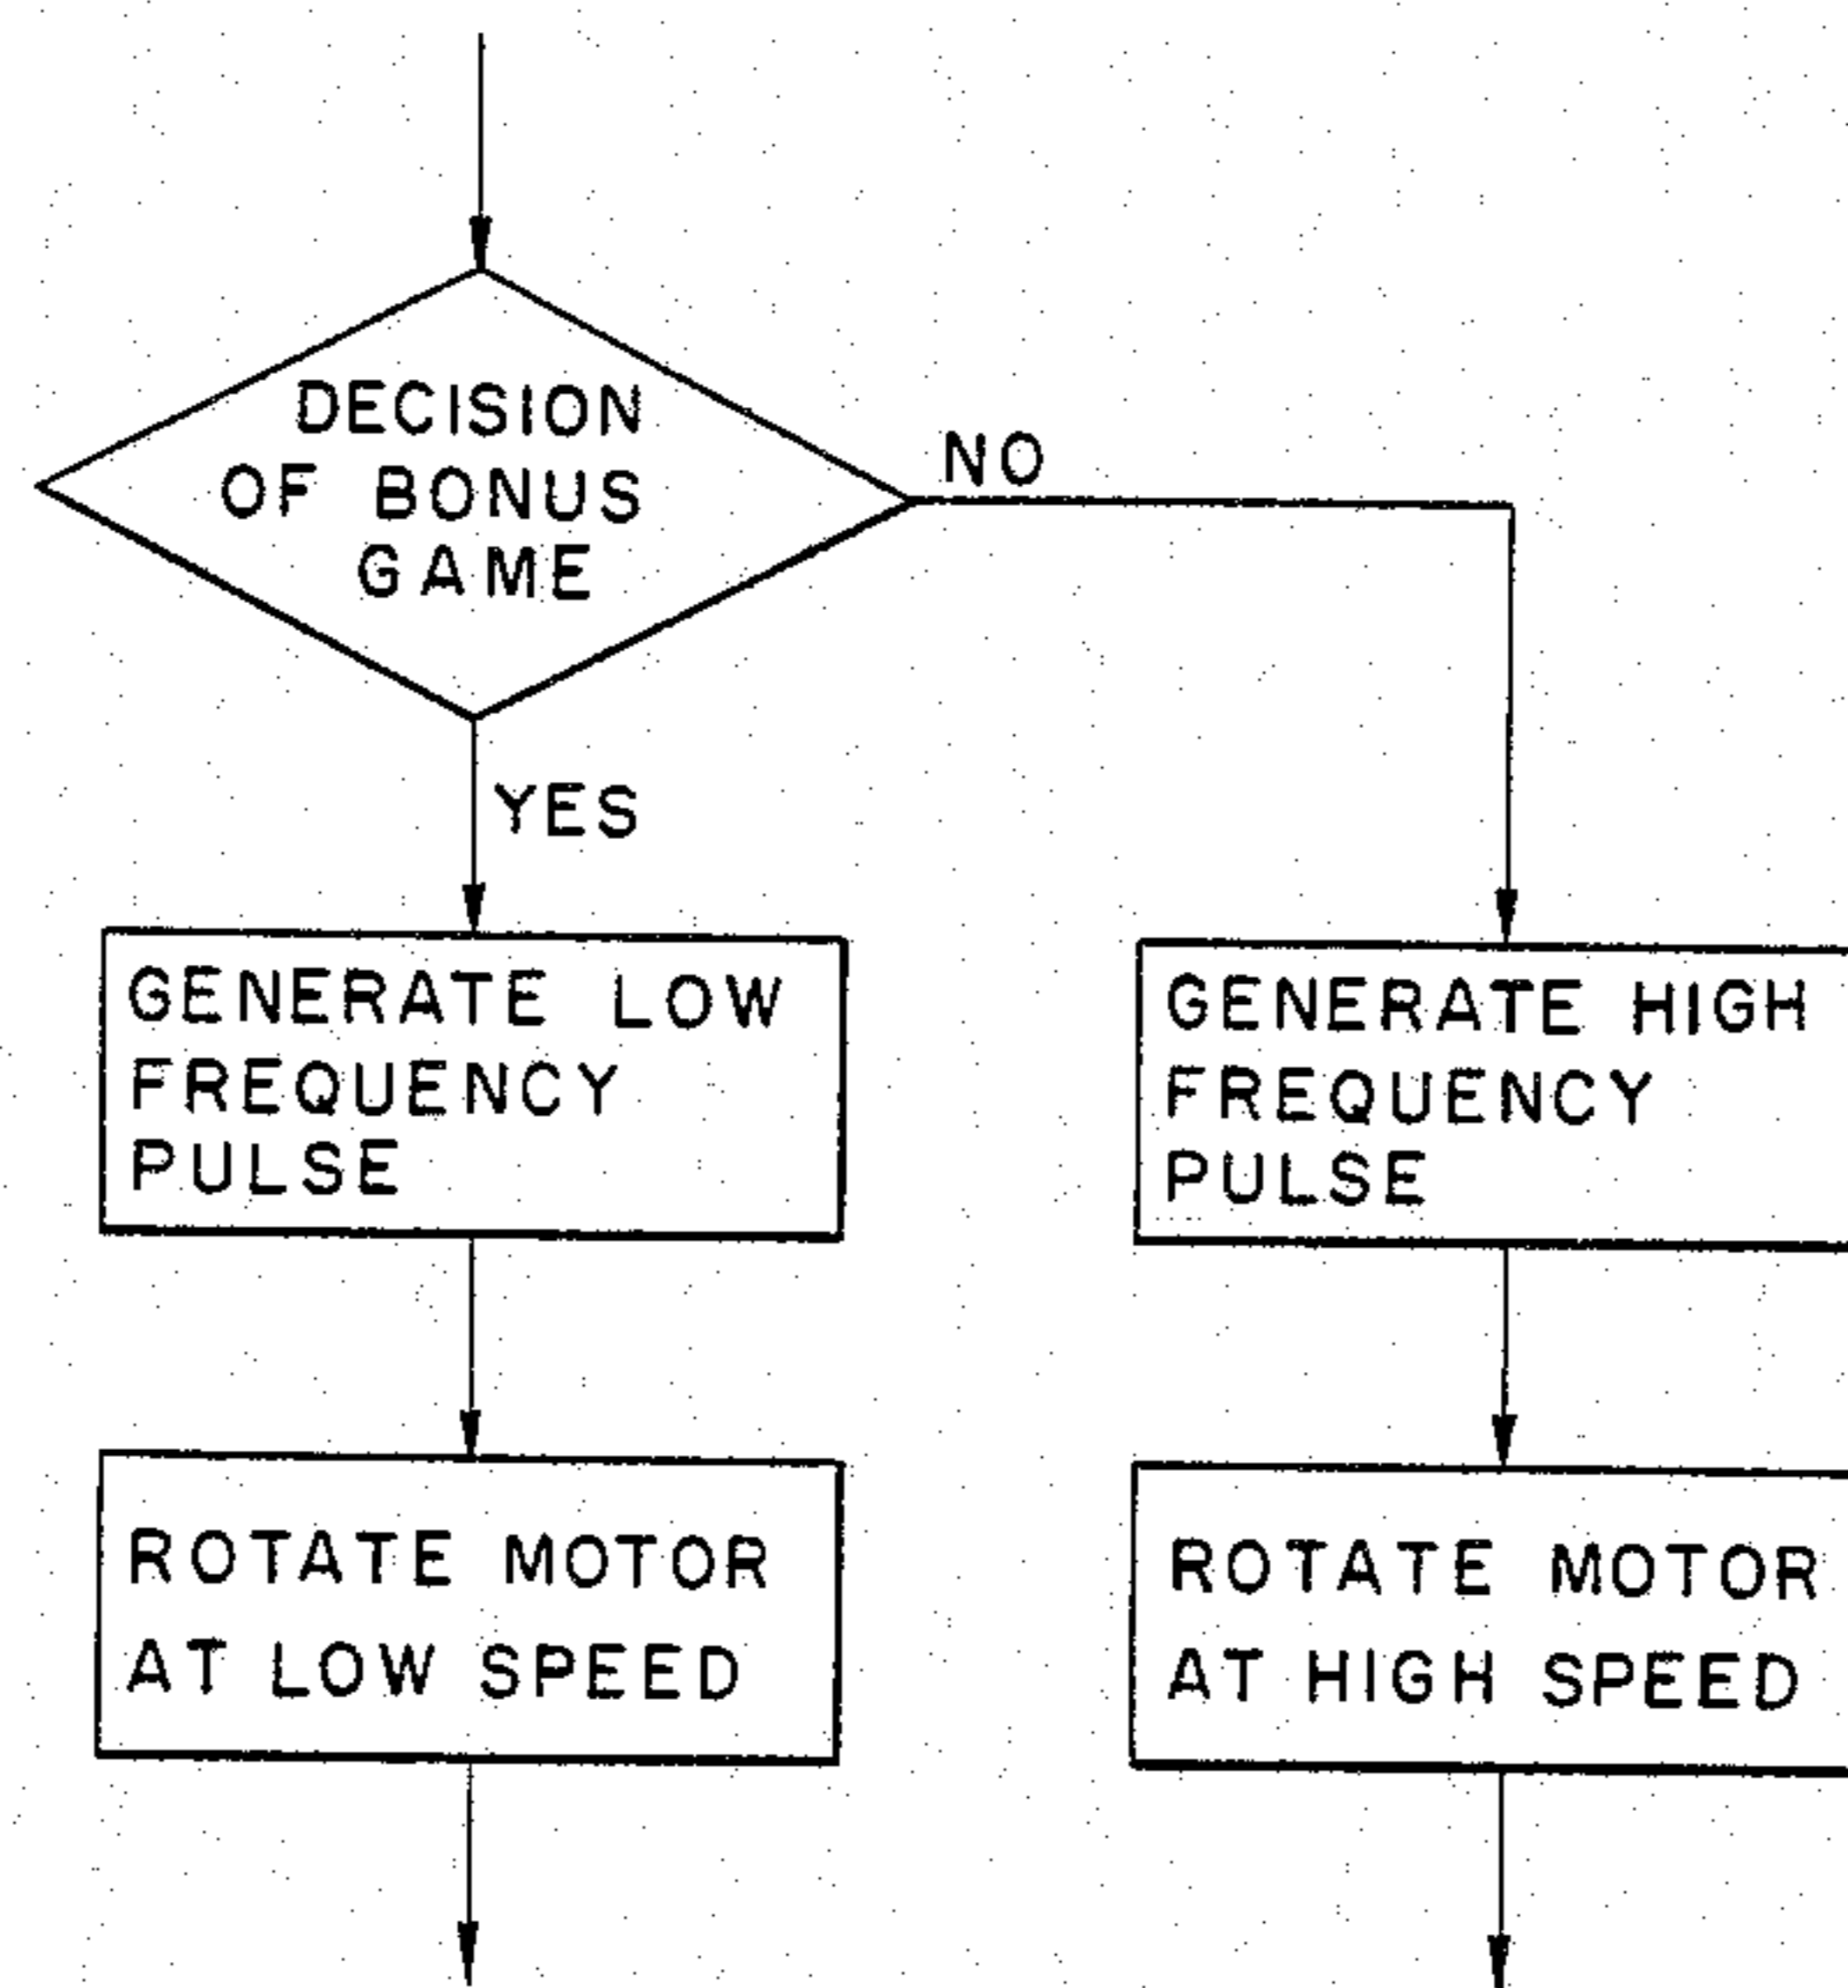 DECISION
OF BONUS
GAME
NO
YES
GENERATE LOW
FREQUENCY
PULSE
GENERATE HIGH
FREQUENCY
PULSE
ROTATE MOTOR
AT LOW SPEED
ROTATE MOTOR
AT HIGH SPEED